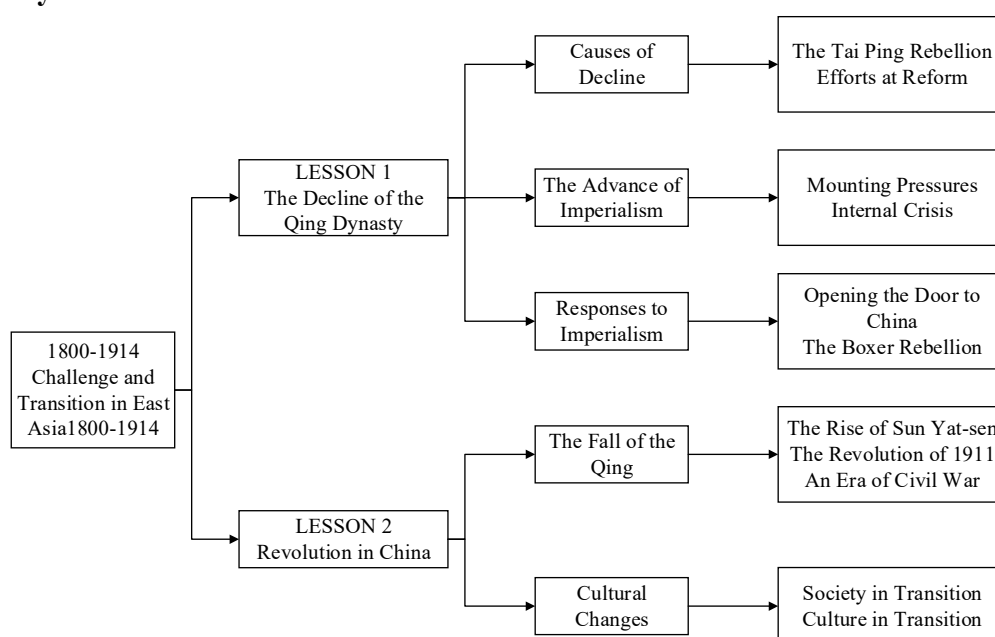 1800-1914
Challenge and
Transition in East
Asia1800-1914
LESSON 1
The Decline of the
Qing Dynasty
Causes of
Decline
The Tai Ping Rebellion
Efforts at Reform
The Advance of
Imperialism
Mounting Pressures
Internal Crisis
Responses to
Imperialism
Opening the Door to
China
The Boxer Rebellion
LESSON 2
Revolution in China
The Fall of the
Qing
The Rise of Sun Yat-sen
The Revolution of 1911
An Era of Civil War
Cultural
Changes
Society in Transition
Culture in Transition